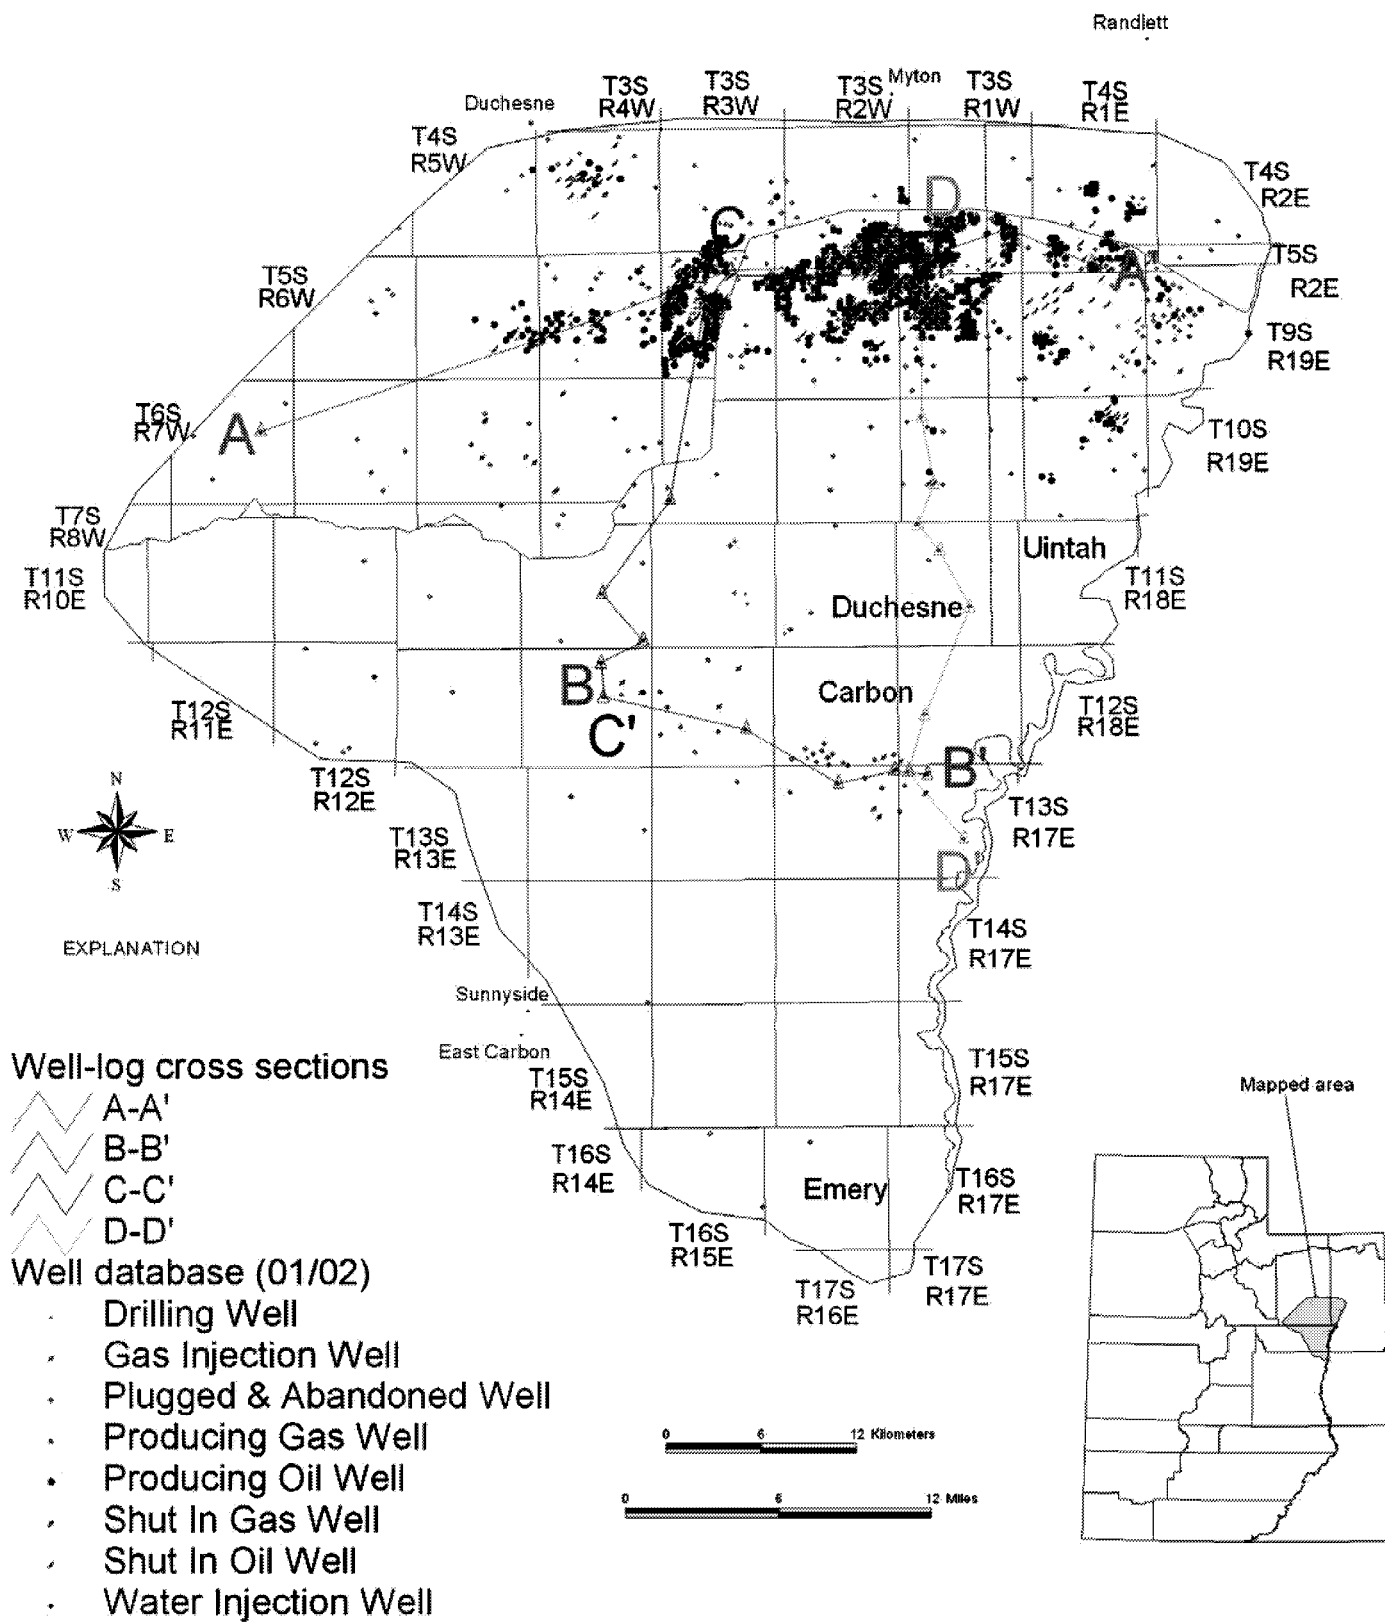 Randlett
Myton
Duchesne
T3S
R4W
T3S
R3W
T3S
R2W
T3S
R1W
T4S
R1E
T4S
R5W
T4S
R2E
C
D
T5S
R6W
A'
T5S
R2E
T9S
R19E
T6S
R7W
A
T10S
R19E
T7S
R8W
Uintah
T11S
R10E
T11S
R18E
Duchesne
B
Carbon
C'
T12S
R11E
T12S
R18E
B'
N
W
E
S
T12S
R12E
T13S
R17E
T13S
R13E
D'
T14S
R13E
T14S
R17E
EXPLANATION
Sunnyside
East Carbon
T15S
R14E
T15S
R17E
Well-log cross sections
A-A'
B-B'
C-C'
D-D'
T16S
R14E
Emery
T16S
R17E
T16S
R15E
T17S
R16E
T17S
R17E
Mapped area
Well database (01/02)
Drilling Well
Gas Injection Well
Plugged & Abandoned Well
Producing Gas Well
Producing Oil Well
Shut In Gas Well
Shut In Oil Well
Water Injection Well
0 6 12 Kilometers
0 6 12 Miles